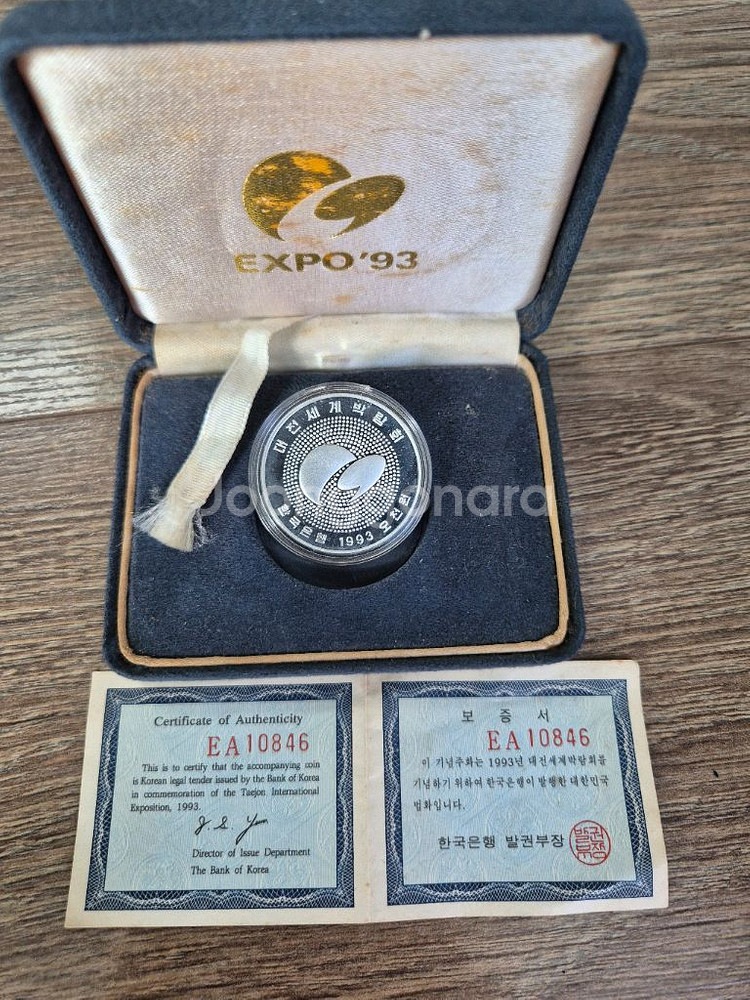 EXPO '93
대전세계박람회
한국은행 1993 오천원
Joonggonara
Certificate of Authenticity
EA10846
This is to certify that the accompanying coin
is Korean legal tender issued by the Bank of Korea
in commemoration of the Taejon International
Exposition, 1993.
J. S. Y
Director of Issue Department
The Bank of Korea
보증서
EA10846
이 기념주화는 1993년 대전세계박람회를
기념하기 위하여 한국은행이 발행한 대한민국
법화입니다.
한국은행 발권부장
발권
부장